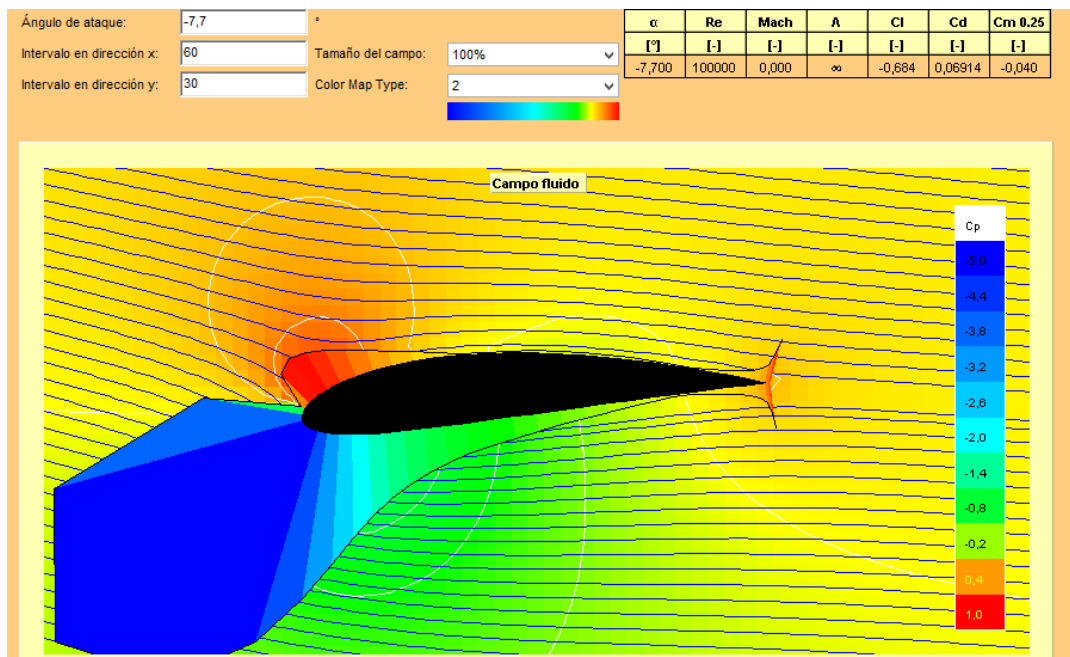 Ángulo de ataque: -7,7 °
Intervalo en dirección x: 60 Tamaño del campo: 100%
Intervalo en dirección y: 30 Color Map Type: 2
α Re Mach Λ Cl Cd Cm 0.25
[°] [-] [-] [-] [-] [-] [-]
-7,700 100000 0,000 ∞ -0,684 0,06914 -0,040
Campo fluido
Cp
-5,0
-4,4
-3,8
-3,2
-2,6
-2,0
-1,4
-0,8
-0,2
0,4
1,0